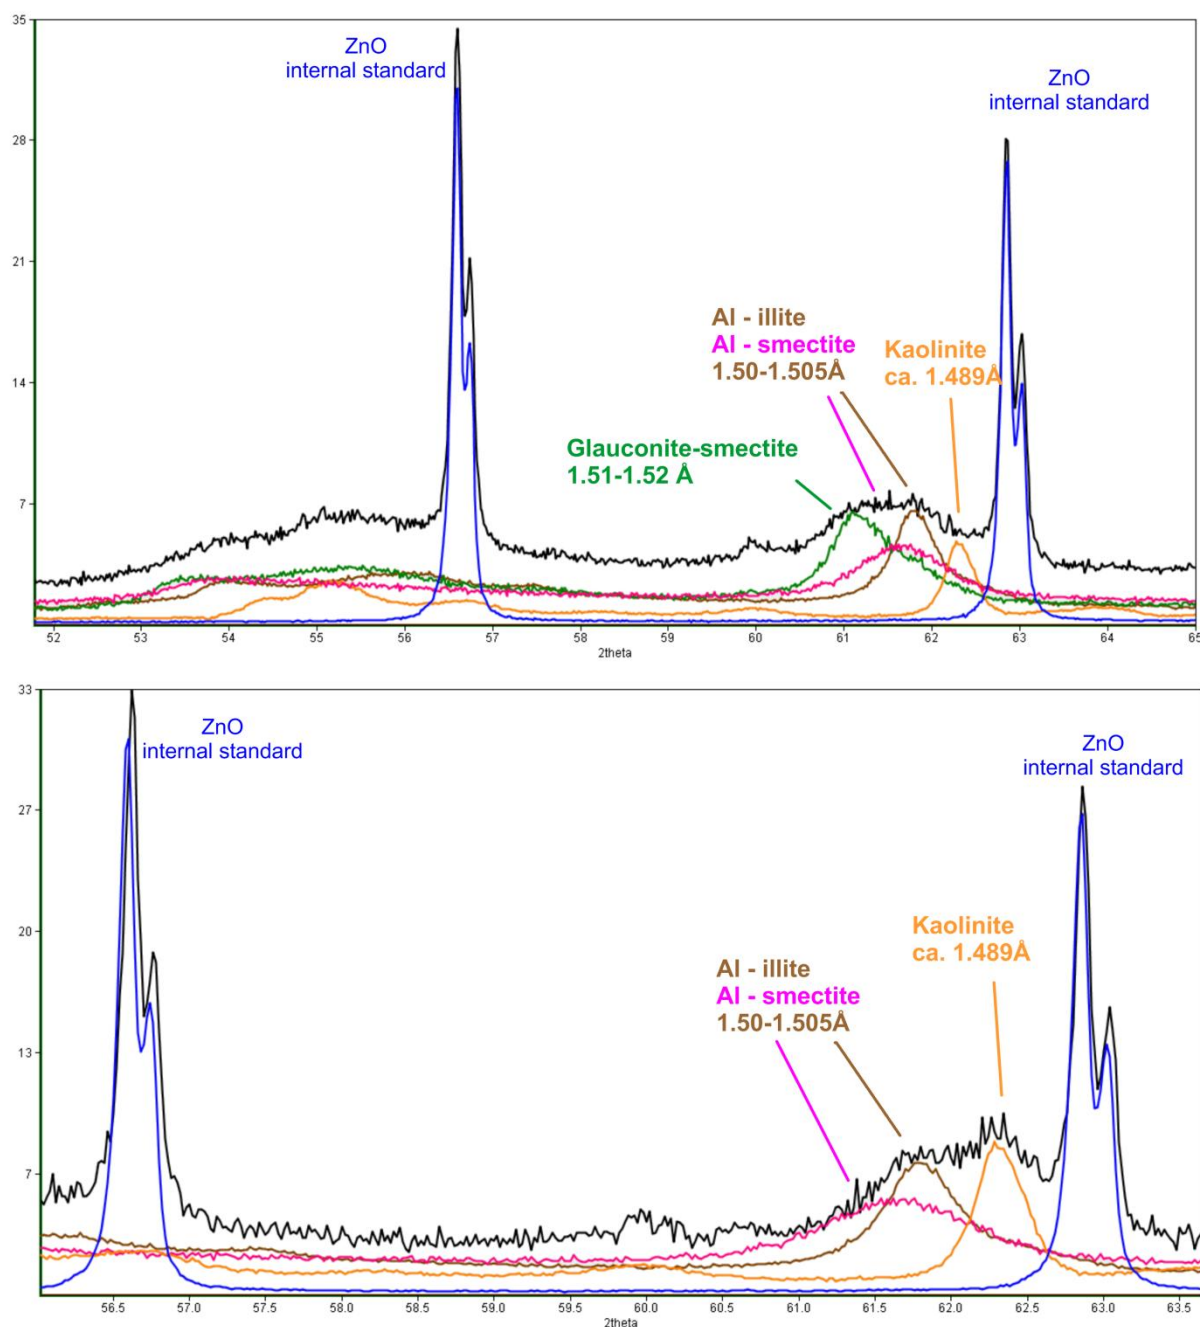 35
28
21
14
7
ZnO
internal standard
ZnO
internal standard
Al - illite
Al - smectite
1.50-1.505Å
Kaolinite
ca. 1.489Å
Glauconite-smectite
1.51-1.52 Å
52 53 54 55 56 57 58 59 60 61 62 63 64 65
2theta
33
27
20
13
7
ZnO
internal standard
ZnO
internal standard
Kaolinite
ca. 1.489Å
Al - illite
Al - smectite
1.50-1.505Å
56.5 57.0 57.5 58.0 58.5 59.0 59.5 60.0 60.5 61.0 61.5 62.0 62.5 63.0 63.5
2theta